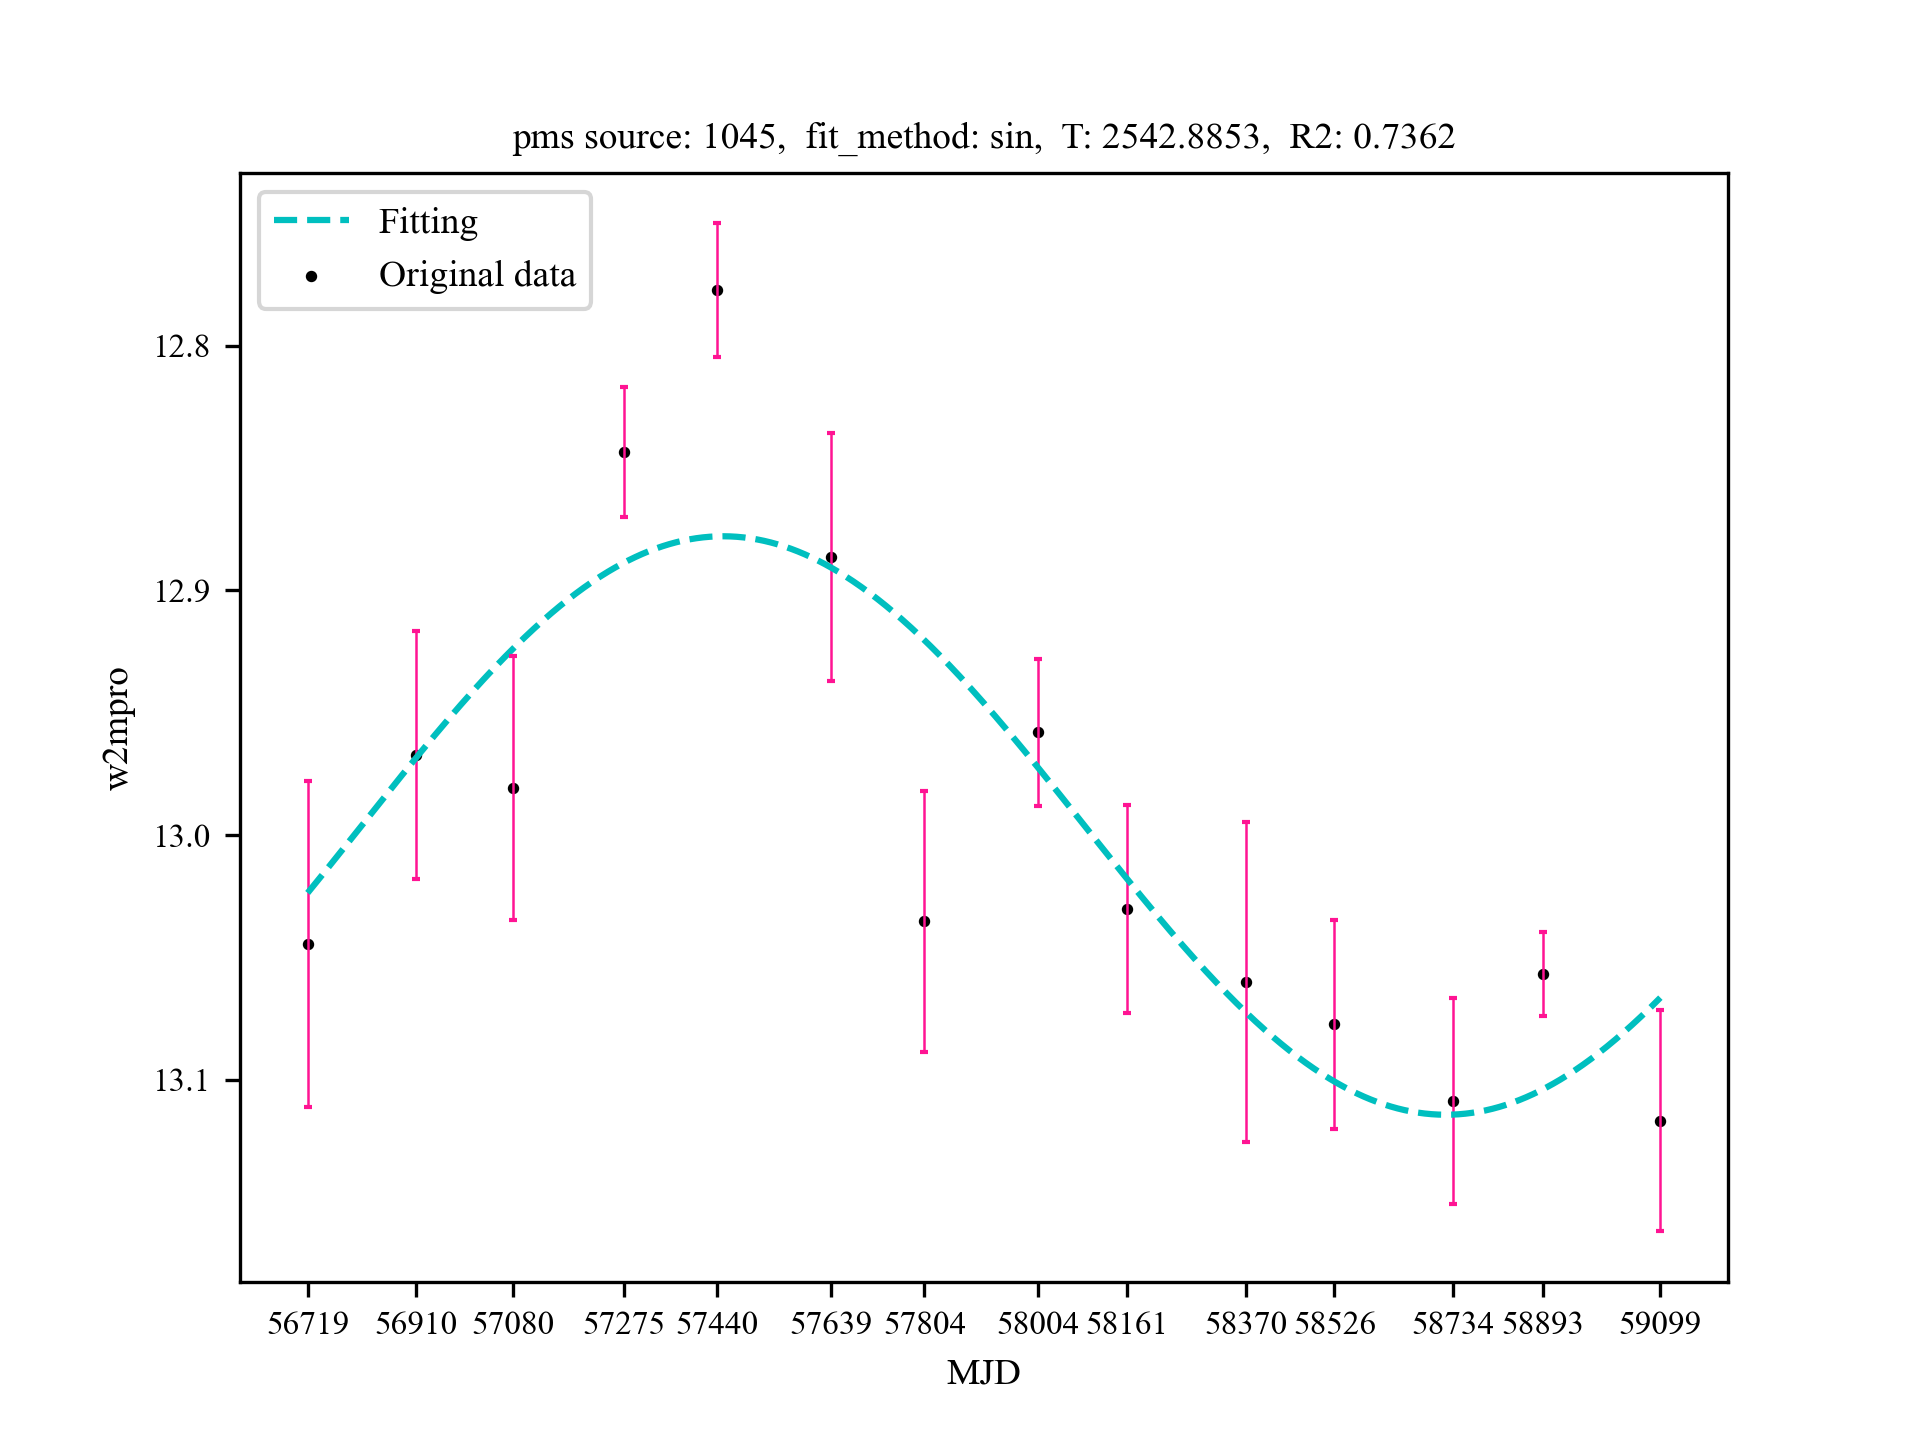 pms source: 1045,  fit_method: sin,  T: 2542.8853,  R2: 0.7362
Fitting
Original data
12.8
12.9
13.0
13.1
w2mpro
56719 56910 57080 57275 57440 57639 57804 58004 58161 58370 58526 58734 58893 59099
MJD